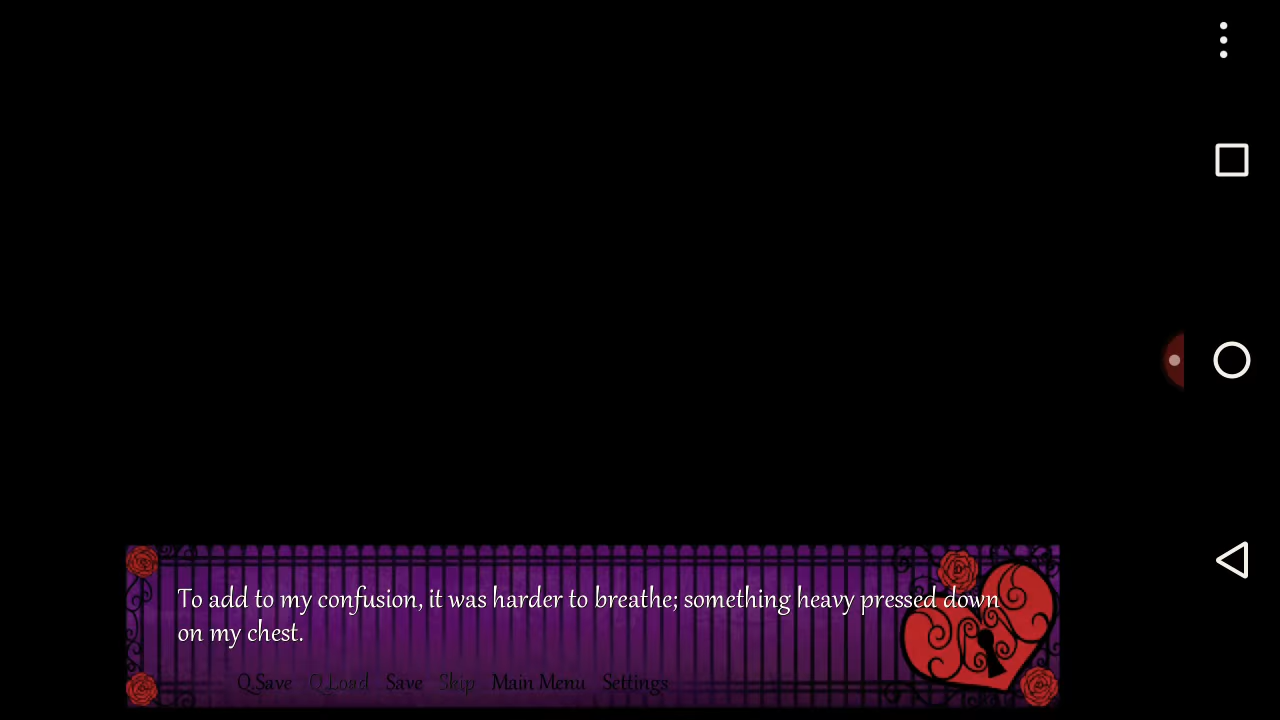 To add to my confusion, it was harder to breathe; something heavy pressed down
on my chest.
Q.Save Q.Load Save Skip Main Menu Settings